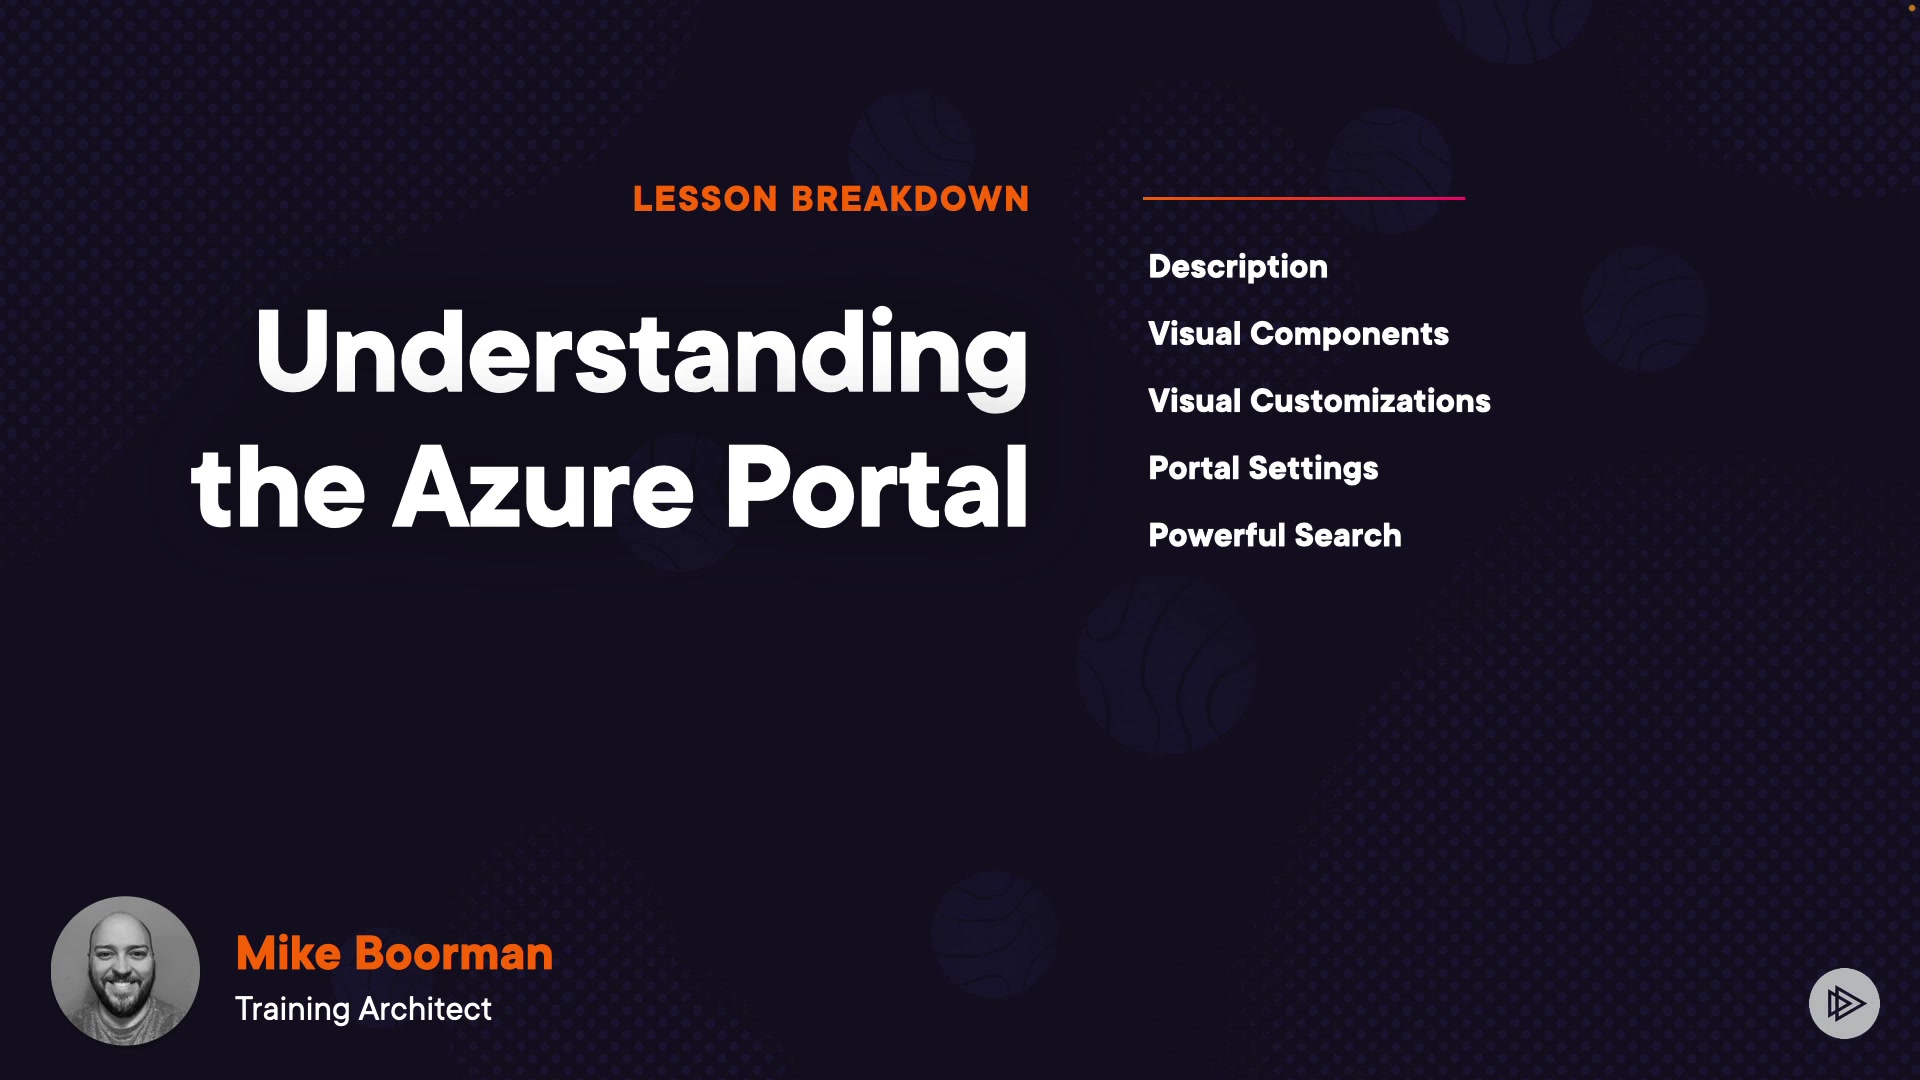 LESSON BREAKDOWN
Understanding
the Azure Portal
Description
Visual Components
Visual Customizations
Portal Settings
Powerful Search
Mike Boorman
Training Architect